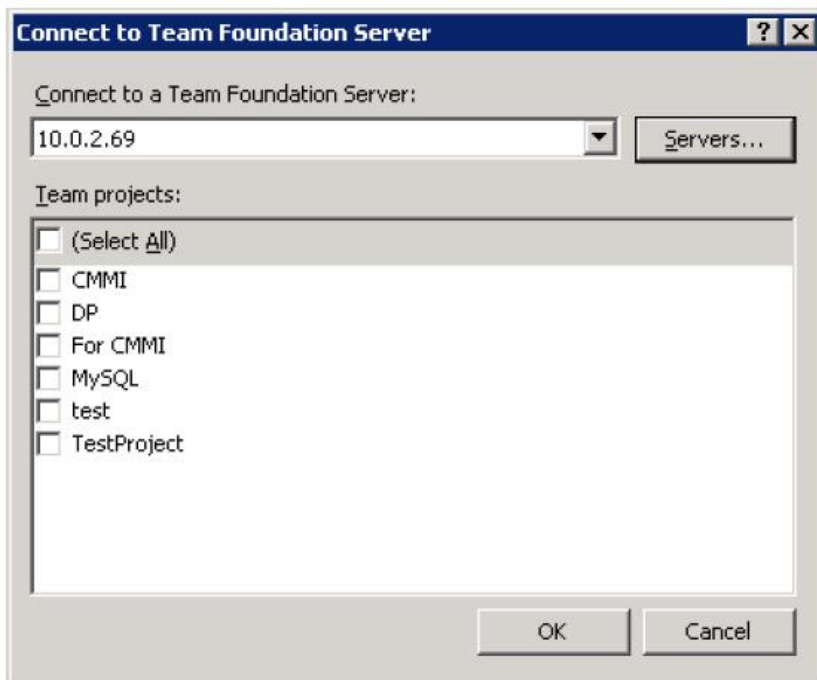 Connect to Team Foundation Server
Connect to a Team Foundation Server:
10.0.2.69
Servers...
Team projects:
(Select All)
CMMI
DP
For CMMI
MySQL
test
TestProject
OK
Cancel